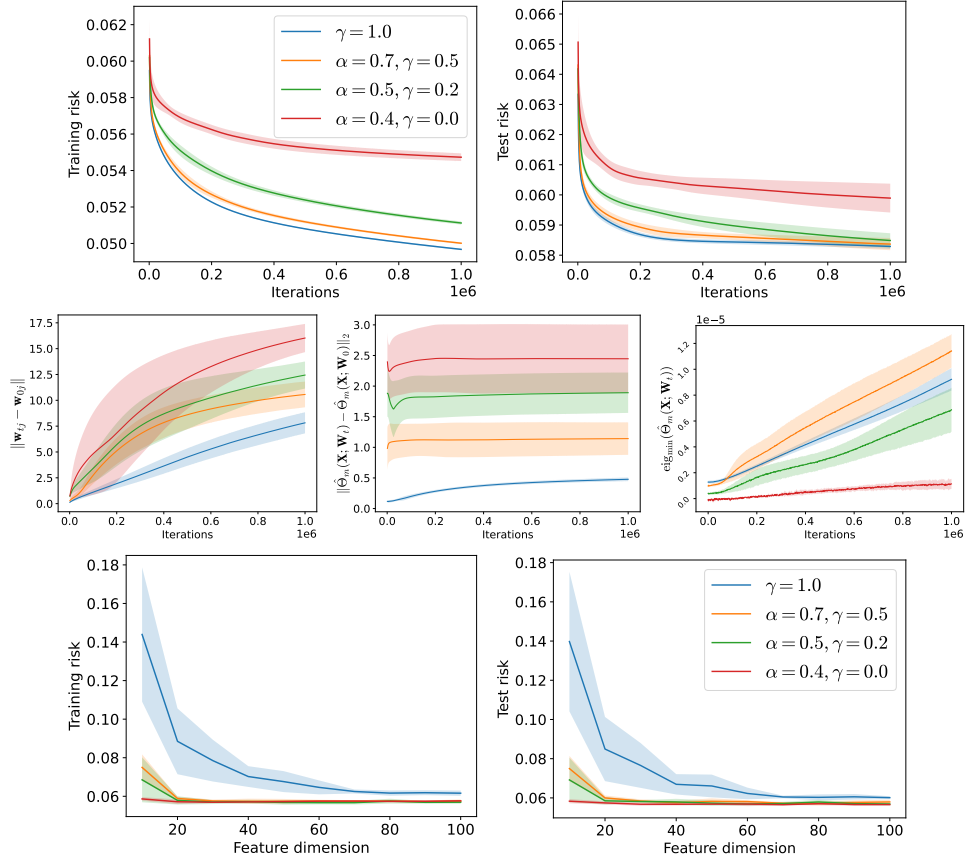 0.062
0.060
0.058
0.056
0.054
0.052
0.050
Training risk
0.0 0.2 0.4 0.6 0.8 1.0
1e6
Iterations
γ = 1.0
α = 0.7, γ = 0.5
α = 0.5, γ = 0.2
α = 0.4, γ = 0.0
0.066
0.065
0.064
0.063
0.062
0.061
0.060
0.059
0.058
Test risk
0.0 0.2 0.4 0.6 0.8 1.0
1e6
Iterations
17.5
15.0
12.5
10.0
7.5
5.0
2.5
0.0
||w_{tj} − w_{0j}||
0.0 0.2 0.4 0.6 0.8 1.0
Iterations
1e6
3.0
2.5
2.0
1.5
1.0
0.5
0.0
||Θ̂_m(X; W_t) − Θ̂_m(X; W_0)||_2
0.0 0.2 0.4 0.6 0.8 1.0
Iterations
1e6
1e−5
1.2
1.0
0.8
0.6
0.4
0.2
0.0
eig_{min}(Θ̂_m(X; W_t))
0.0 0.2 0.4 0.6 0.8 1.0
Iterations
1e6
0.18
0.16
0.14
0.12
0.10
0.08
0.06
Training risk
20 40 60 80 100
Feature dimension
0.18
0.16
0.14
0.12
0.10
0.08
0.06
Test risk
20 40 60 80 100
Feature dimension
γ = 1.0
α = 0.7, γ = 0.5
α = 0.5, γ = 0.2
α = 0.4, γ = 0.0